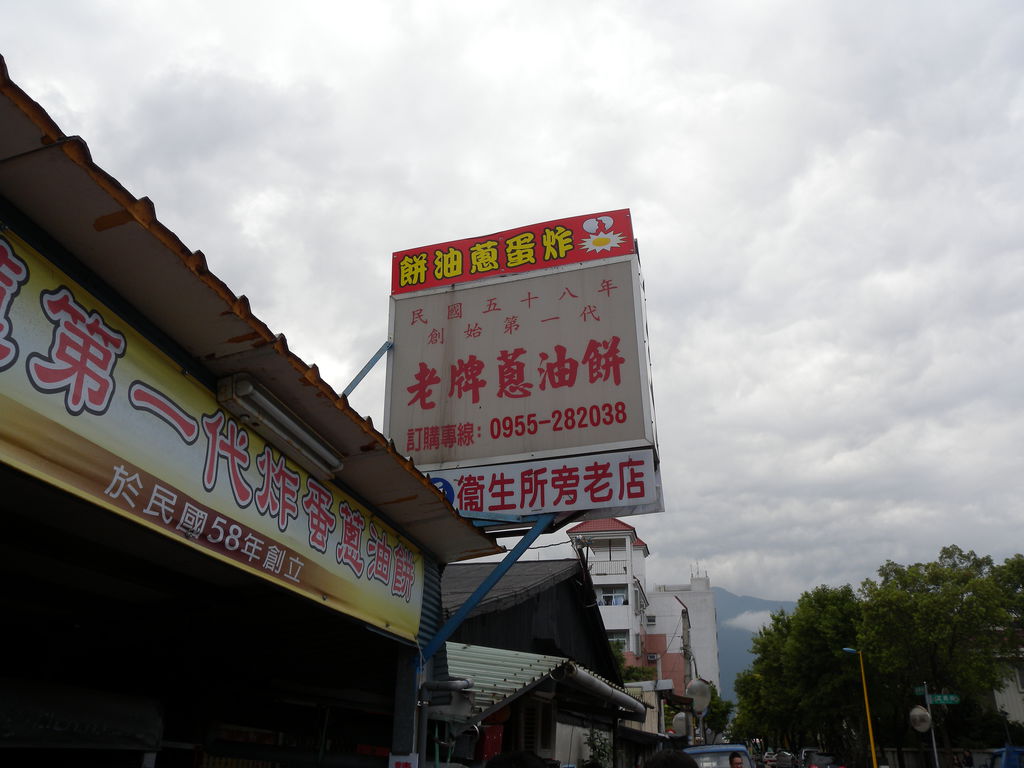 餅油蔥蛋炸
民國五十八年
創始第一代
老牌蔥油餅
訂購專線：0955-282038
衛生所旁老店
第一代炸蛋蔥油餅
於民國58年創立